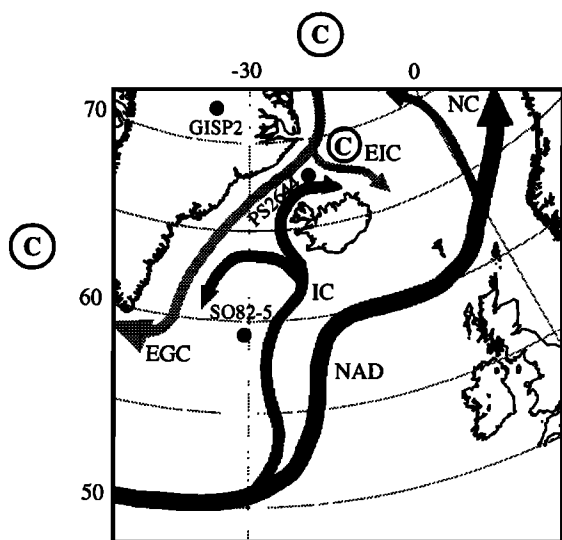 C
-30 0
70
GISP2
NC
C EIC
PS2644
C
IC
60
SO82-5
EGC
NAD
50